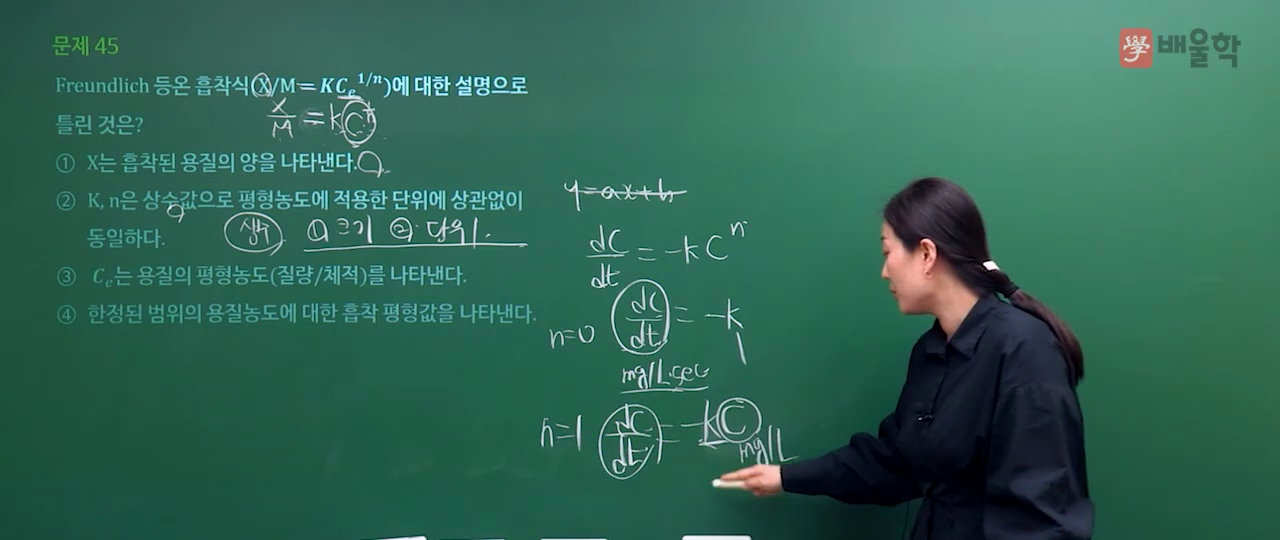 문제 45
學 배울학
Freundlich 등온 흡착식(X/M = KCₑ^1/n)에 대한 설명으로
틀린 것은?
X/M = KC^n
① X는 흡착된 용질의 양을 나타낸다.
② K, n은 상수값으로 평형농도에 적용한 단위에 상관없이
동일하다.
상수 ① 크기 ② 단위.
③ Cₑ는 용질의 평형농도(질량/체적)를 나타낸다.
④ 한정된 범위의 용질농도에 대한 흡착 평형값을 나타낸다.
y=ax+b
dC/dt = -kC^n
n=0 dC/dt = -k
mg/L·sec
n=1 dC/dt = -kC
mg/L